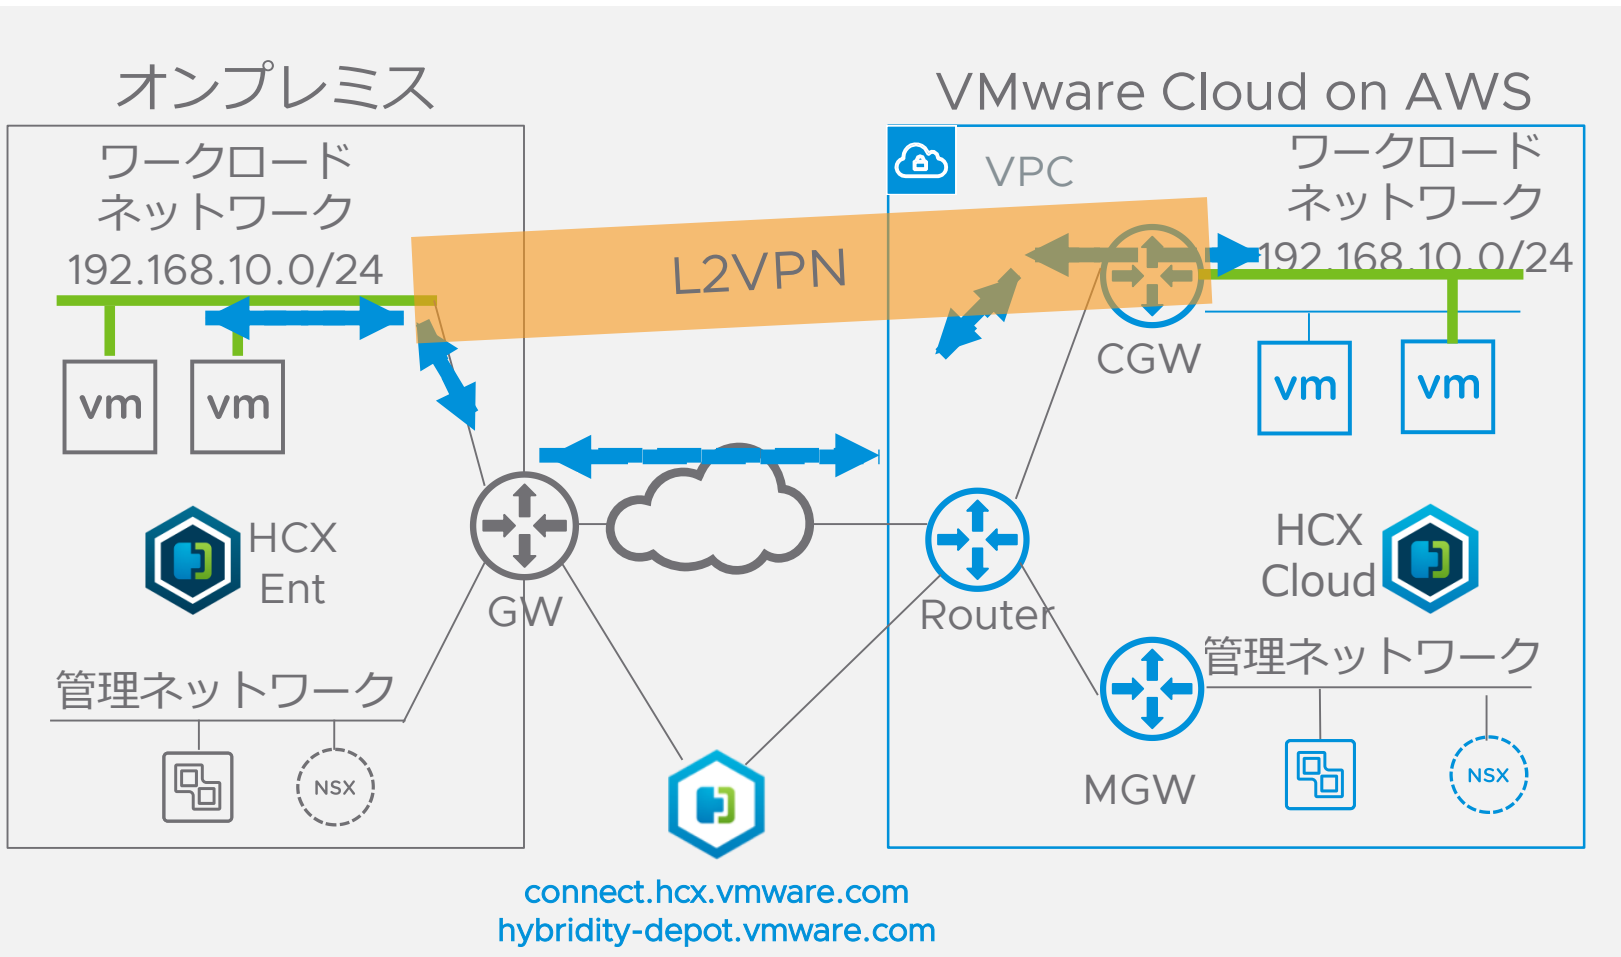 オンプレミス
VMware Cloud on AWS
ワークロード
ネットワーク
192.168.10.0/24
VPC
ワークロード
ネットワーク
192.168.10.0/24
L2VPN
CGW
vm
vm
vm
vm
HCX
Ent
GW
Router
HCX
Cloud
管理ネットワーク
NSX
管理ネットワーク
MGW
NSX
connect.hcx.vmware.com
hybridity-depot.vmware.com